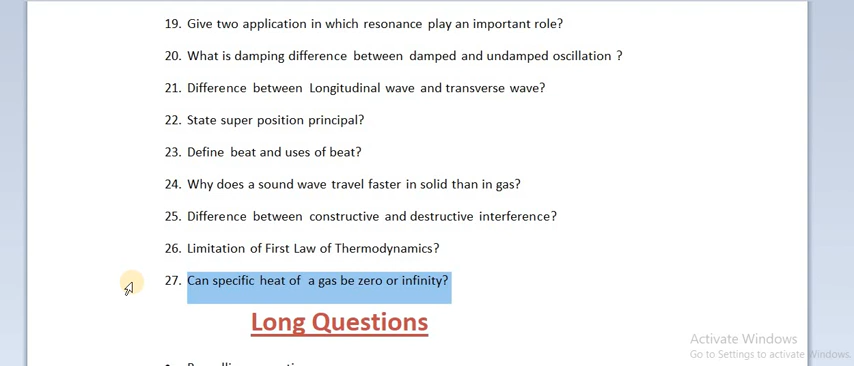 19. Give two application in which resonance play an important role?
20. What is damping difference between damped and undamped oscillation ?
21. Difference between Longitudinal wave and transverse wave?
22. State super position principal?
23. Define beat and uses of beat?
24. Why does a sound wave travel faster in solid than in gas?
25. Difference between constructive and destructive interference?
26. Limitation of First Law of Thermodynamics?
27. Can specific heat of a gas be zero or infinity?
Long Questions
Activate Windows
Go to Settings to activate Windows.